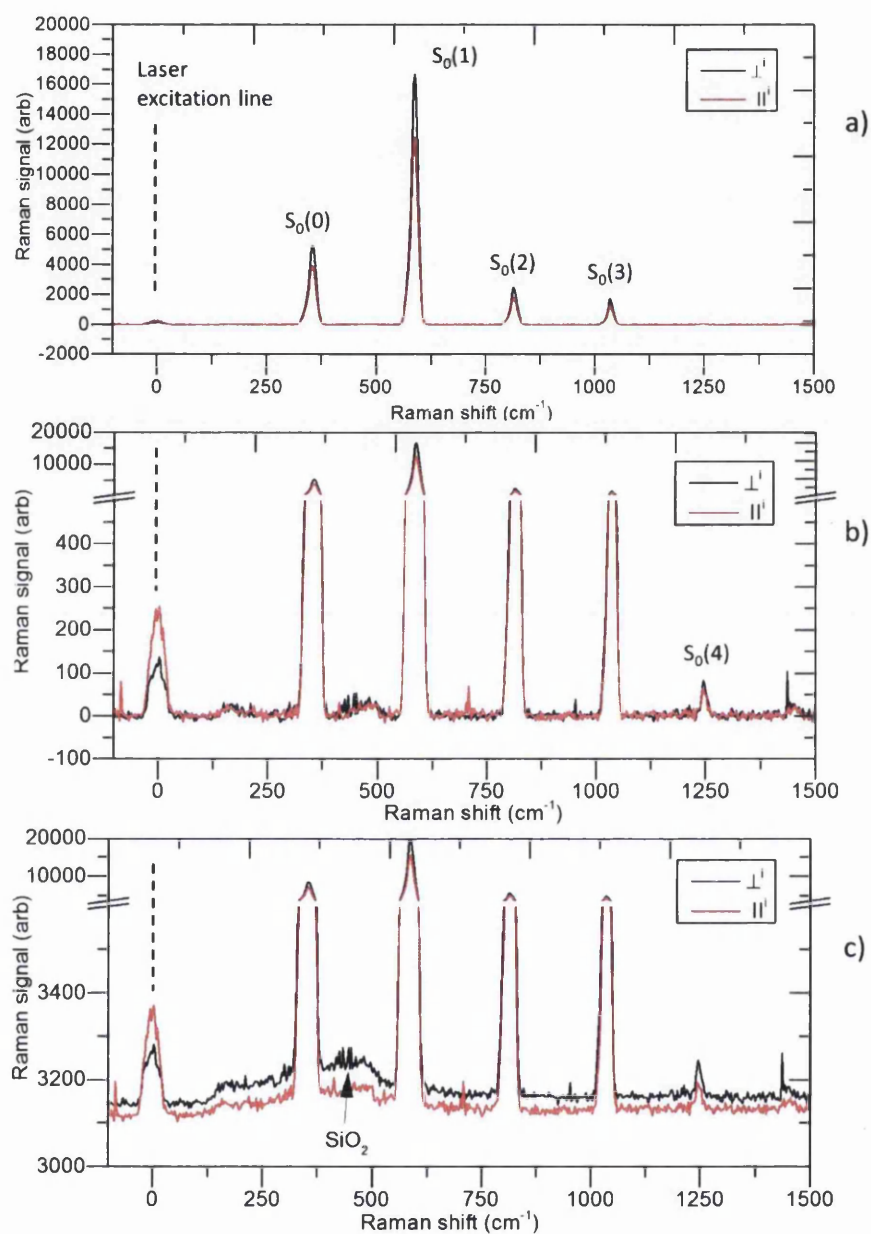 20000
18000
16000
14000
12000
10000
8000
6000
4000
2000
0
-2000
Raman signal (arb)
Laser
excitation line
S₀(0)
S₀(1)
S₀(2)
S₀(3)
⊥ⁱ
||ⁱ
a)
0 250 500 750 1000 1250 1500
Raman shift (cm⁻¹)
20000
10000
400
300
200
100
0
-100
Raman signal (arb)
S₀(4)
⊥ⁱ
||ⁱ
b)
0 250 500 750 1000 1250 1500
Raman shift (cm⁻¹)
20000
10000
3400
3200
3000
Raman signal (arb)
SiO₂
⊥ⁱ
||ⁱ
c)
0 250 500 750 1000 1250 1500
Raman shift (cm⁻¹)